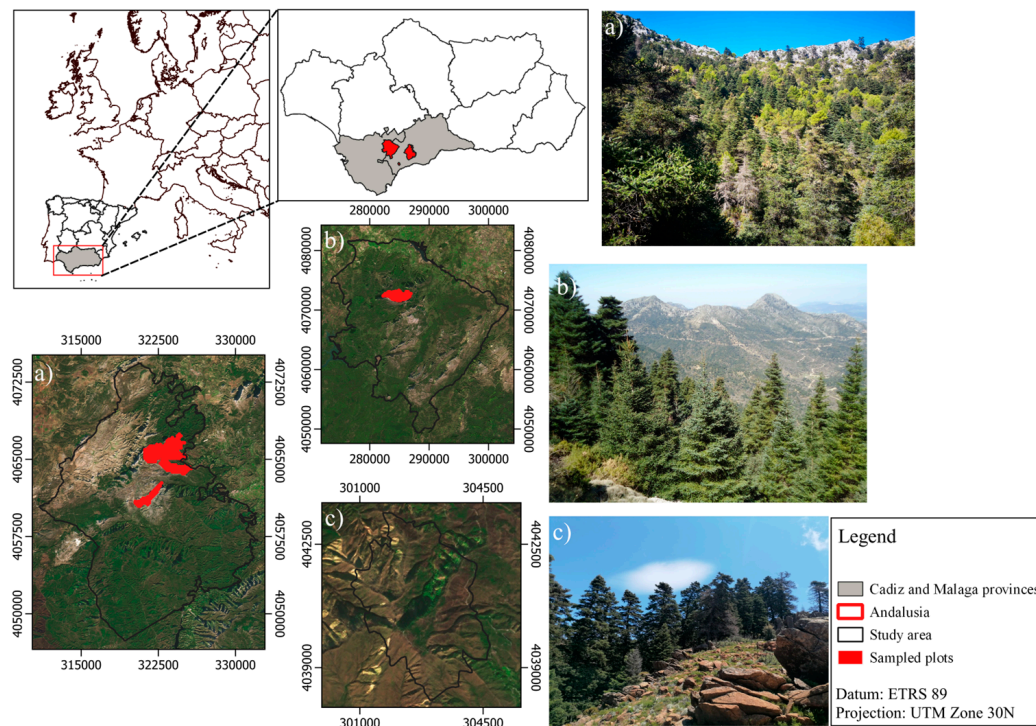 a)
280000 290000 300000
b)
4080000
4080000
4070000
4070000
4060000
4060000
4050000
4050000
280000 290000 300000
b)
315000 322500 330000
a)
4072500
4072500
4065000
4065000
4057500
4057500
4050000
4050000
315000 322500 330000
301000 304500
c)
4042500
4042500
4039000
4039000
301000 304500
c)
Legend
Cadiz and Malaga provinces
Andalusia
Study area
Sampled plots
Datum: ETRS 89
Projection: UTM Zone 30N